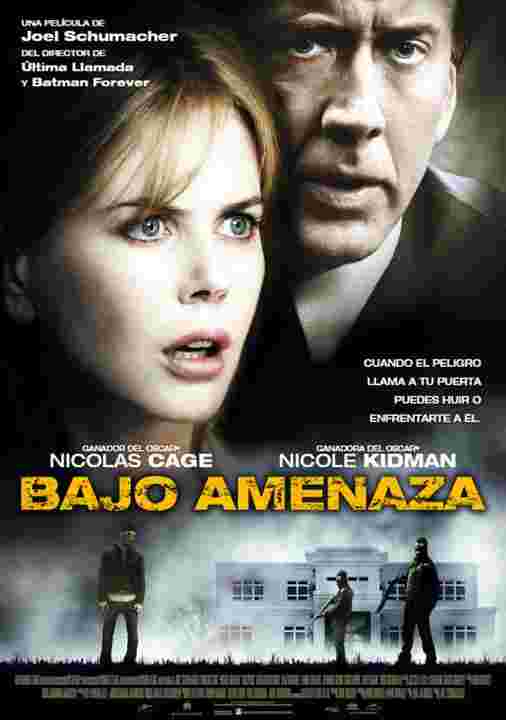 UNA PELÍCULA DE
Joel Schumacher
DEL DIRECTOR DE
Última Llamada
Y Batman Forever
CUANDO EL PELIGRO
LLAMA A TU PUERTA
PUEDES HUIR O
ENFRENTARTE A ÉL.
GANADOR DEL OSCAR®
NICOLAS CAGE
GANADORA DEL OSCAR®
NICOLE KIDMAN
BAJO AMENAZA